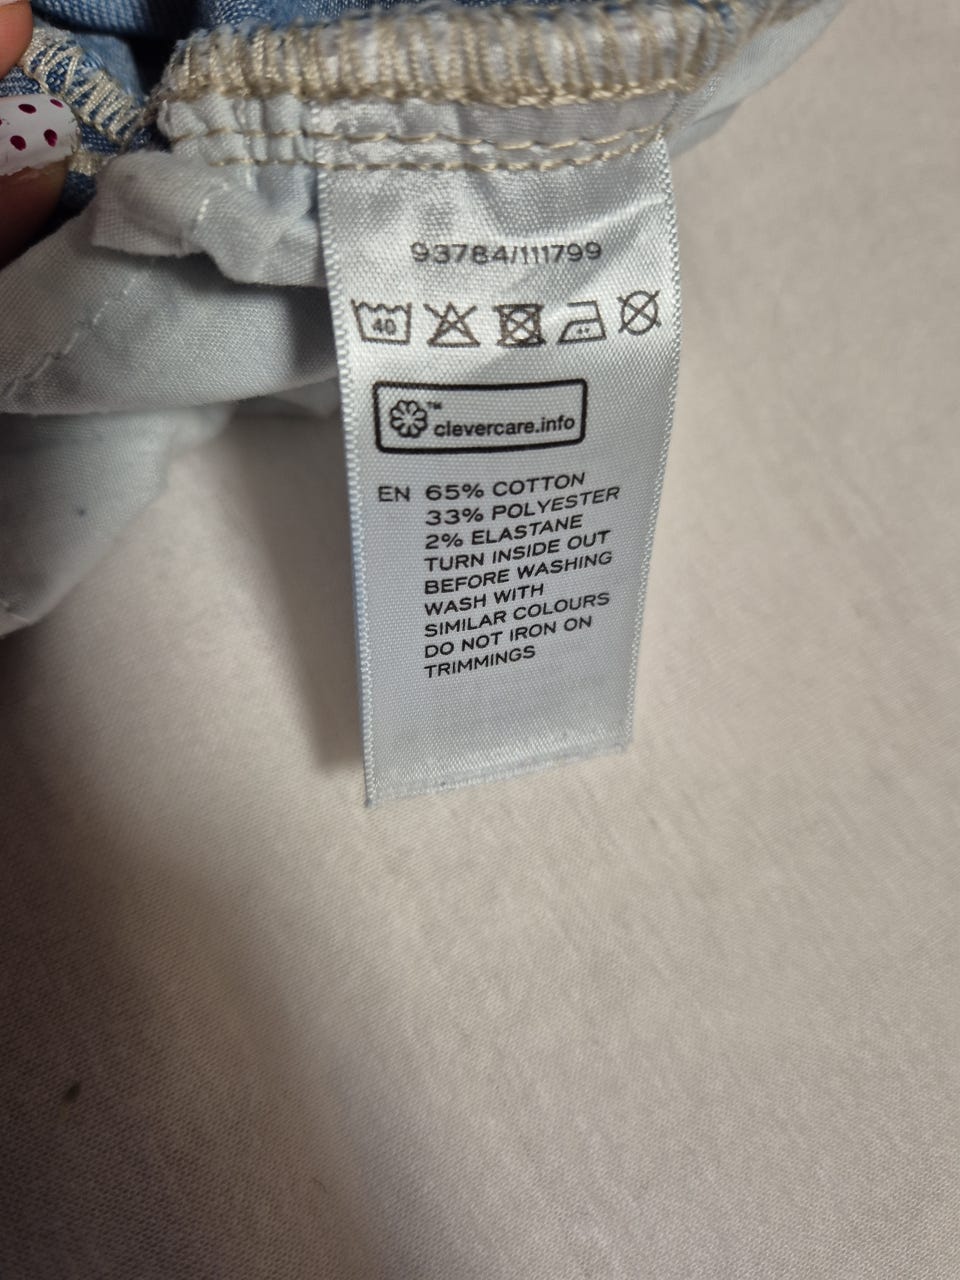 93784/111799
40
™
clevercare.info
EN 65% COTTON
33% POLYESTER
2% ELASTANE
TURN INSIDE OUT
BEFORE WASHING
WASH WITH
SIMILAR COLOURS
DO NOT IRON ON
TRIMMINGS